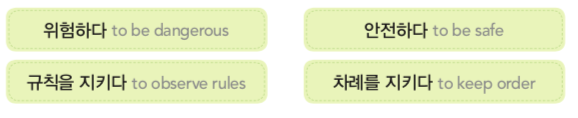 위험하다 to be dangerous
안전하다 to be safe
규칙을 지키다 to observe rules
차례를 지키다 to keep order